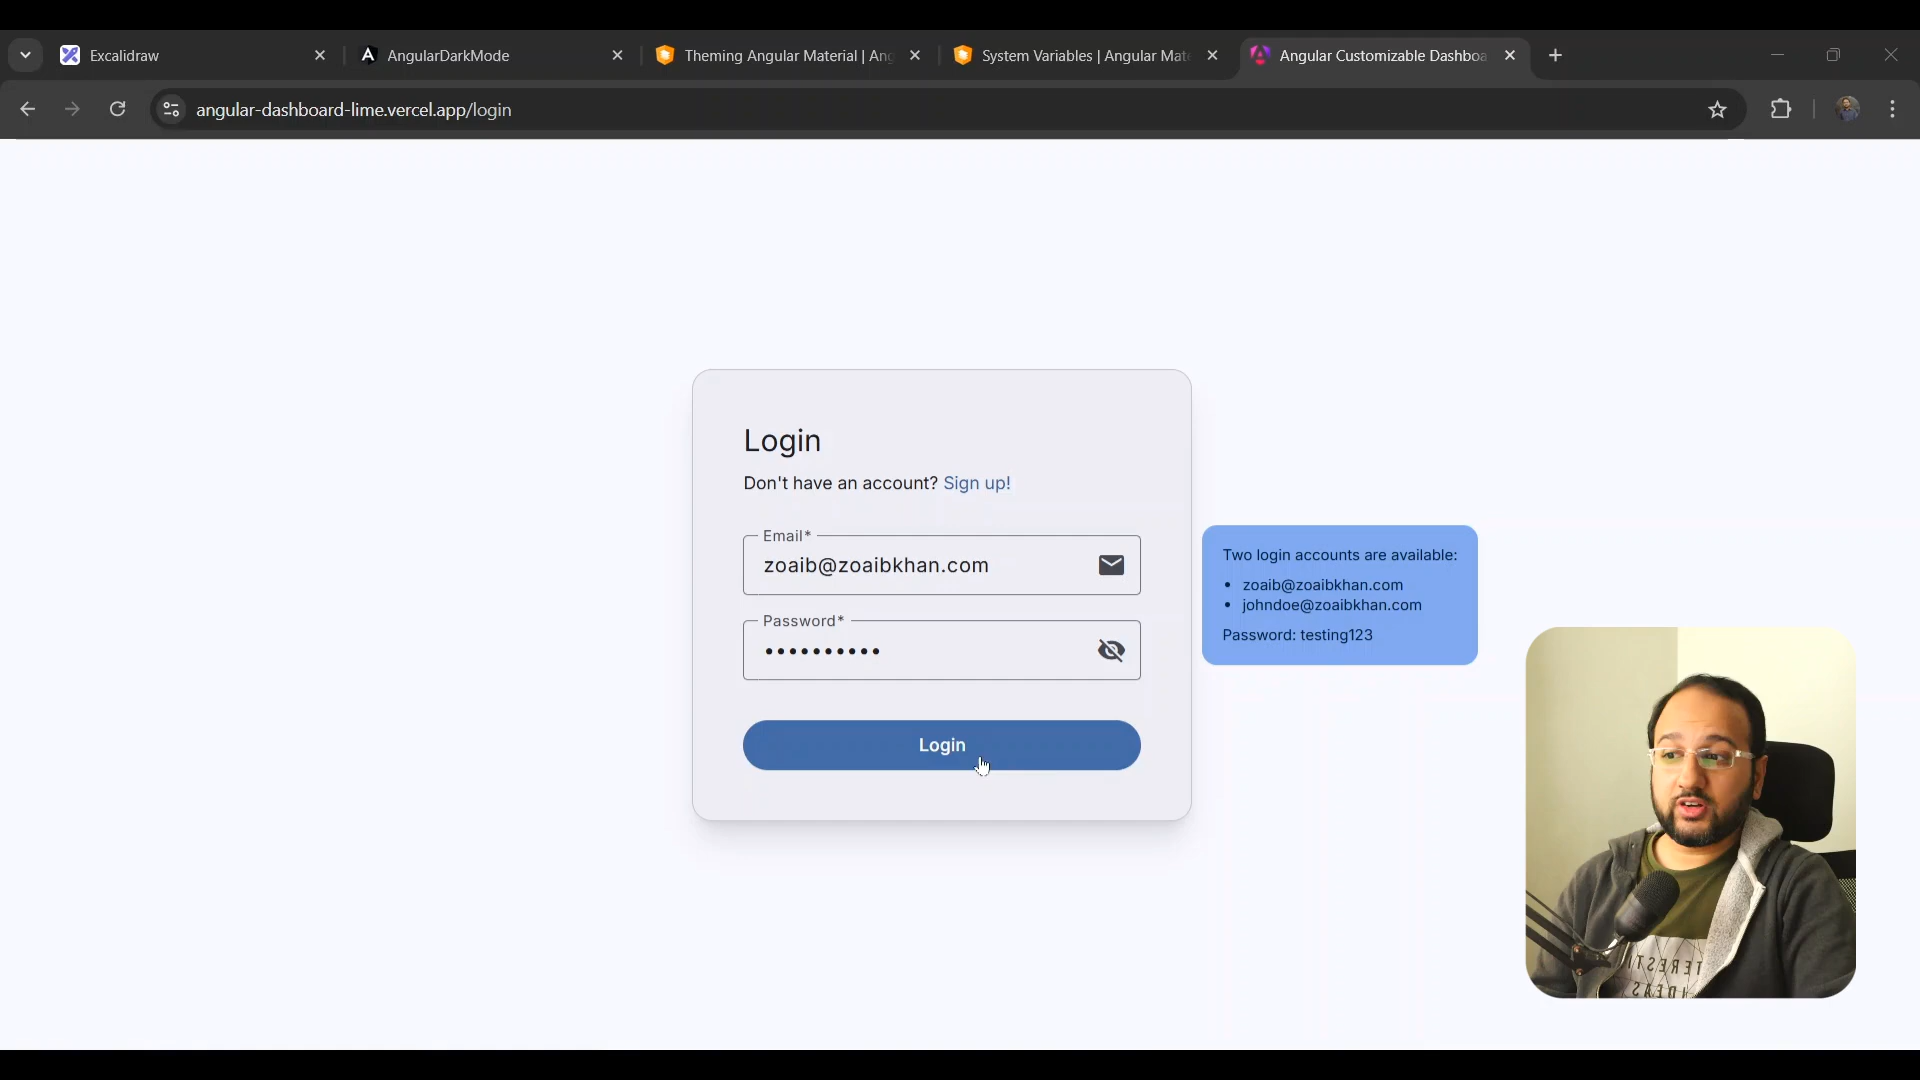 Excalidraw
AngularDarkMode
Theming Angular Material | Ang
System Variables | Angular Mate
Angular Customizable Dashboa
angular-dashboard-lime.vercel.app/login
Login
Don't have an account? Sign up!
Email*
zoaib@zoaibkhan.com
Password*
Login
Two login accounts are available:
• zoaib@zoaibkhan.com
• johndoe@zoaibkhan.com
Password: testing123